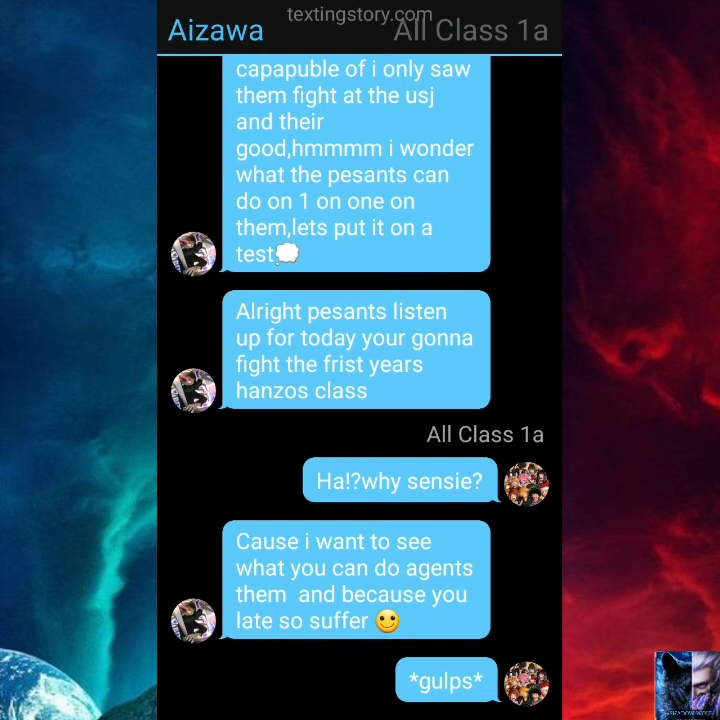 textingstory.com
Aizawa
All Class 1a
capapuble of i only saw
them fight at the usj
and their
good,hmmmm i wonder
what the pesants can
do on 1 on one on
them,lets put it on a
test💭
Alright pesants listen
up for today your gonna
fight the frist years
hanzos class
All Class 1a
Ha!?why sensie?
Cause i want to see
what you can do agents
them  and because you
late so suffer 🙂
*gulps*